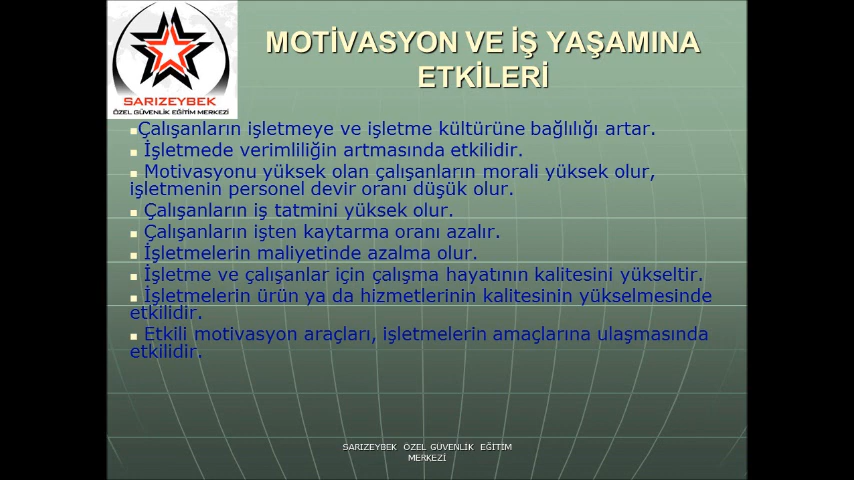 SARIZEYBEK
ÖZEL GÜVENLİK EĞİTİM MERKEZİ
MOTİVASYON VE İŞ YAŞAMINA
ETKİLERİ
Çalışanların işletmeye ve işletme kültürüne bağlılığı artar.
İşletmede verimliliğin artmasında etkilidir.
Motivasyonu yüksek olan çalışanların morali yüksek olur,
işletmenin personel devir oranı düşük olur.
Çalışanların iş tatmini yüksek olur.
Çalışanların işten kaytarma oranı azalır.
İşletmelerin maliyetinde azalma olur.
İşletme ve çalışanlar için çalışma hayatının kalitesini yükseltir.
İşletmelerin ürün ya da hizmetlerinin kalitesinin yükselmesinde
etkilidir.
Etkili motivasyon araçları, işletmelerin amaçlarına ulaşmasında
etkilidir.
SARIZEYBEK ÖZEL GÜVENLİK EĞİTİM
MERKEZİ